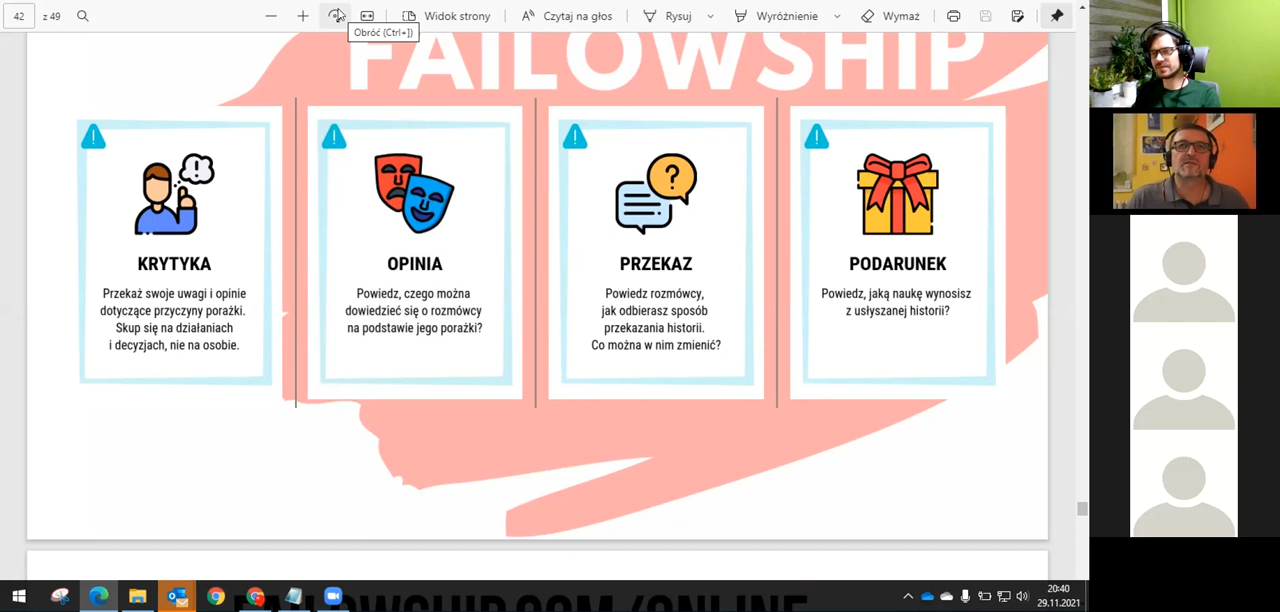 42
z 49
Widok strony
Czytaj na głos
Rysuj
Wyróżnienie
Wymaż
Obróć (Ctrl+])
FAILOWSHIP
KRYTYKA
Przekaż swoje uwagi i opinie
dotyczące przyczyny porażki.
Skup się na działaniach
i decyzjach, nie na osobie.
OPINIA
Powiedz, czego można
dowiedzieć się o rozmówcy
na podstawie jego porażki?
PRZEKAZ
Powiedz rozmówcy,
jak odbierasz sposób
przekazania historii.
Co można w nim zmienić?
PODARUNEK
Powiedz, jaką naukę wynosisz
z usłyszanej historii?
FAILOWSHIP.COM/ONLINE
20:40
29.11.2021